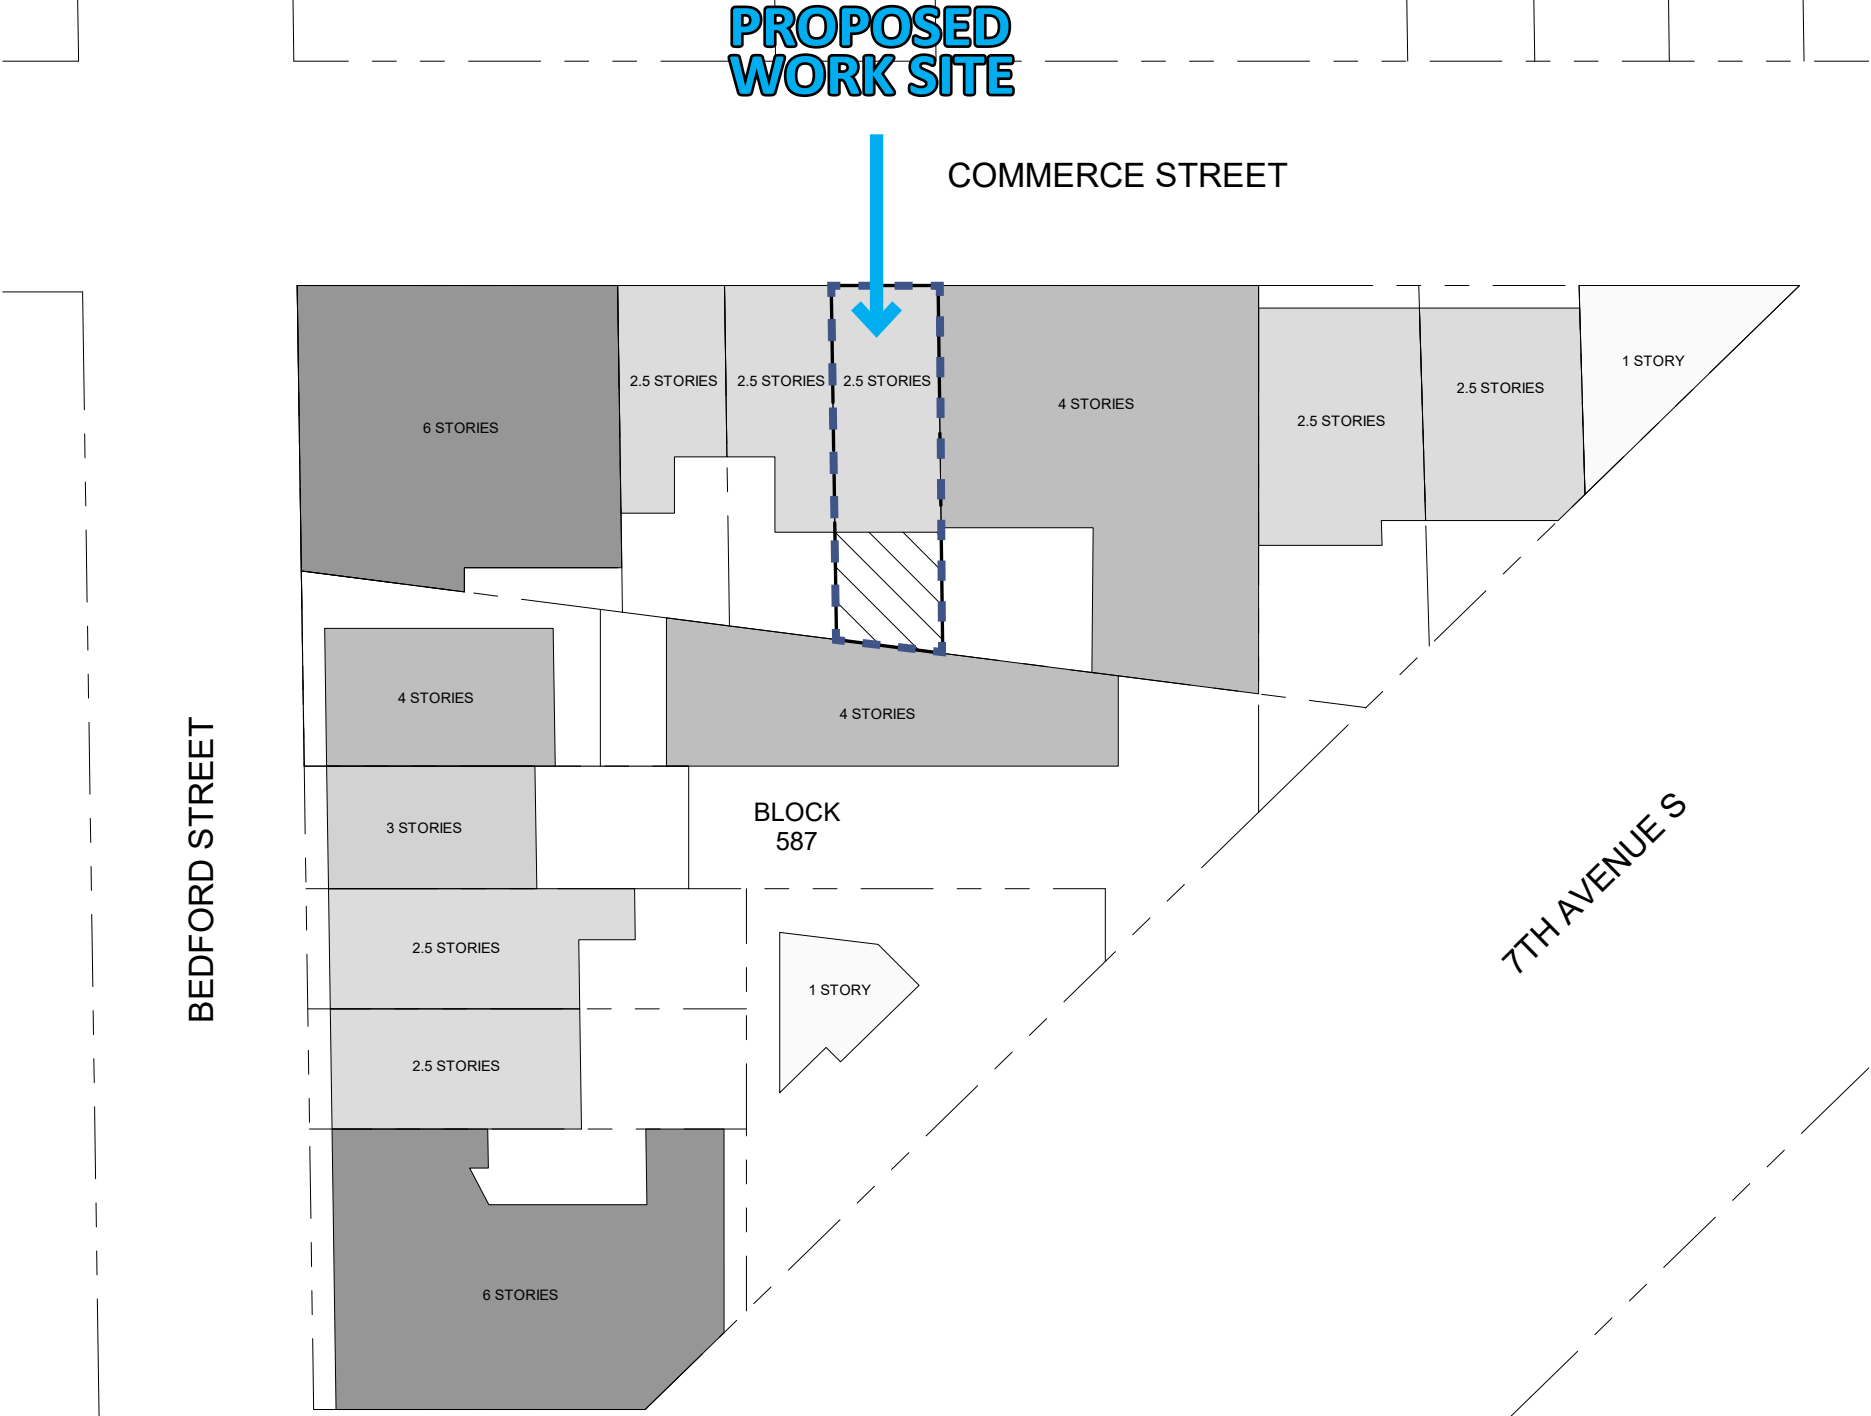 PROPOSED
WORK SITE
COMMERCE STREET
6 STORIES
2.5 STORIES
2.5 STORIES
2.5 STORIES
4 STORIES
2.5 STORIES
2.5 STORIES
1 STORY
4 STORIES
4 STORIES
BEDFORD STREET
3 STORIES
BLOCK
587
7TH AVENUE S
2.5 STORIES
1 STORY
2.5 STORIES
6 STORIES